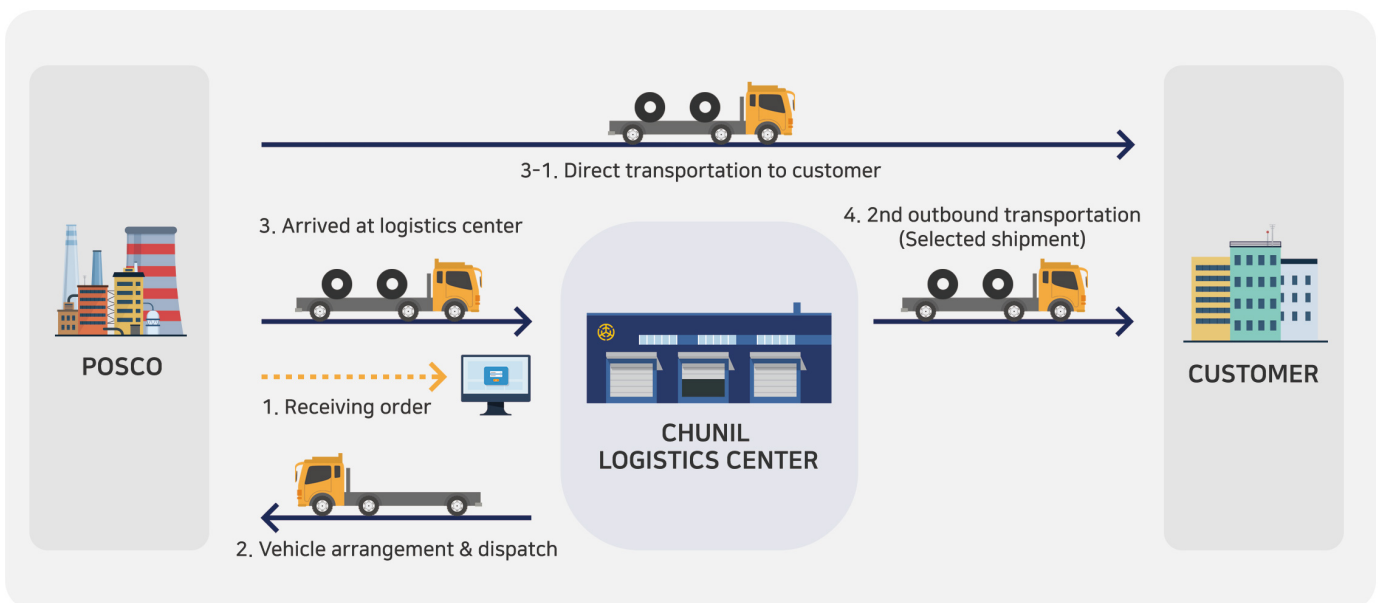 3-1. Direct transportation to customer
3. Arrived at logistics center
4. 2nd outbound transportation
(Selected shipment)
POSCO
1. Receiving order
CHUNIL
LOGISTICS CENTER
CUSTOMER
2. Vehicle arrangement & dispatch